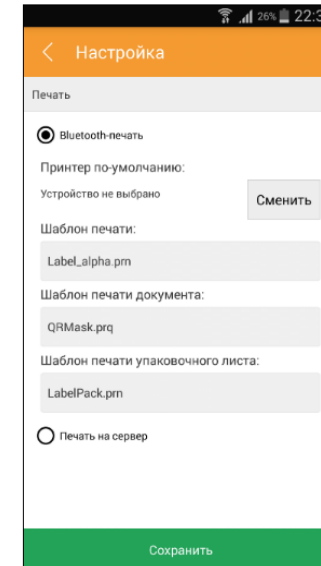 26% 22:3
Настройка
Печать
Bluetooth-печать
Принтер по-умолчанию:
Устройство не выбрано
Сменить
Шаблон печати:
Label_alpha.prn
Шаблон печати документа:
QRMask.prq
Шаблон печати упаковочного листа:
LabelPack.prn
Печать на сервер
Сохранить